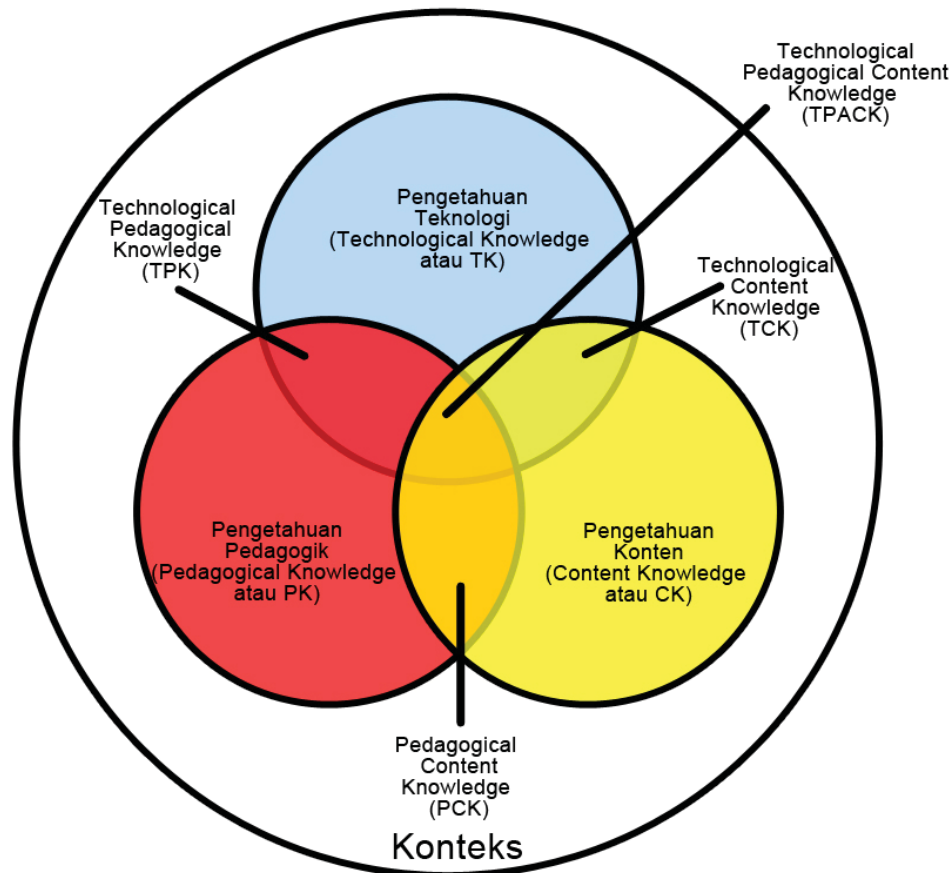 Technological
Pedagogical Content
Knowledge
(TPACK)
Pengetahuan
Teknologi
(Technological Knowledge
atau TK)
Technological
Pedagogical
Knowledge
(TPK)
Technological
Content
Knowledge
(TCK)
Pengetahuan
Pedagogik
(Pedagogical Knowledge
atau PK)
Pengetahuan
Konten
(Content Knowledge
atau CK)
Pedagogical
Content
Knowledge
(PCK)
Konteks